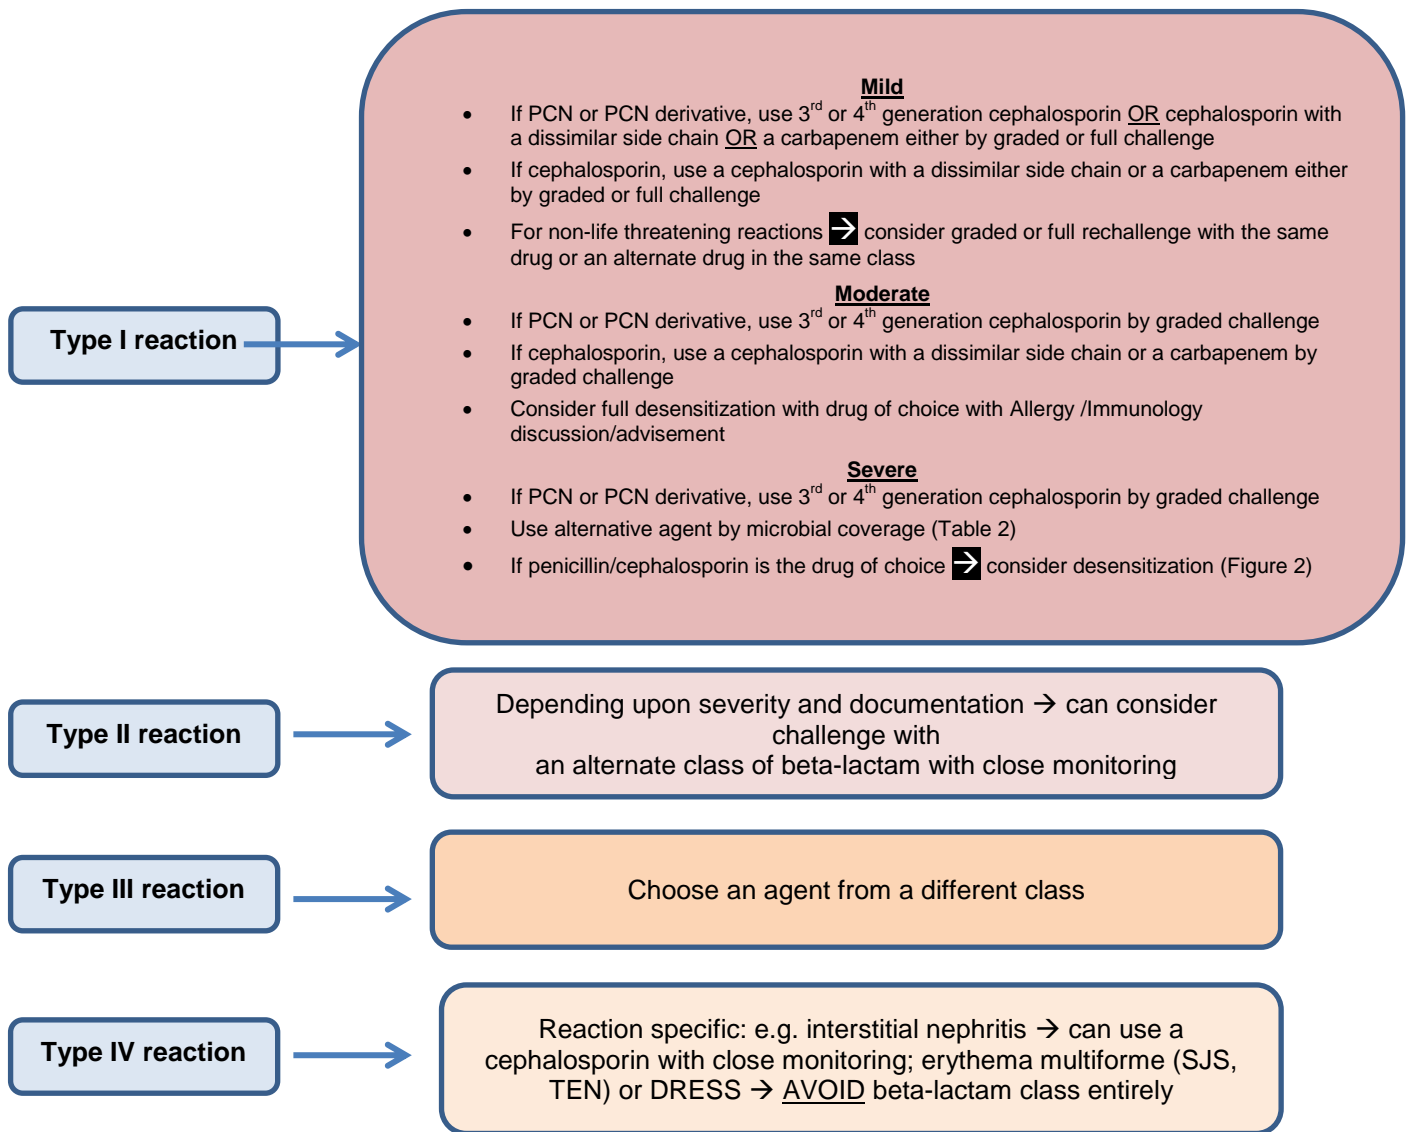 Mild
• If PCN or PCN derivative, use 3rd or 4th generation cephalosporin OR cephalosporin with
a dissimilar side chain OR a carbapenem either by graded or full challenge
• If cephalosporin, use a cephalosporin with a dissimilar side chain or a carbapenem either
by graded or full challenge
• For non-life threatening reactions → consider graded or full rechallenge with the same
drug or an alternate drug in the same class
Moderate
• If PCN or PCN derivative, use 3rd or 4th generation cephalosporin by graded challenge
• If cephalosporin, use a cephalosporin with a dissimilar side chain or a carbapenem by
graded challenge
• Consider full desensitization with drug of choice with Allergy /Immunology
discussion/advisement
Severe
• If PCN or PCN derivative, use 3rd or 4th generation cephalosporin by graded challenge
• Use alternative agent by microbial coverage (Table 2)
• If penicillin/cephalosporin is the drug of choice → consider desensitization (Figure 2)
Type I reaction
Type II reaction
Depending upon severity and documentation → can consider
challenge with
an alternate class of beta-lactam with close monitoring
Type III reaction
Choose an agent from a different class
Type IV reaction
Reaction specific: e.g. interstitial nephritis → can use a
cephalosporin with close monitoring; erythema multiforme (SJS,
TEN) or DRESS → AVOID beta-lactam class entirely